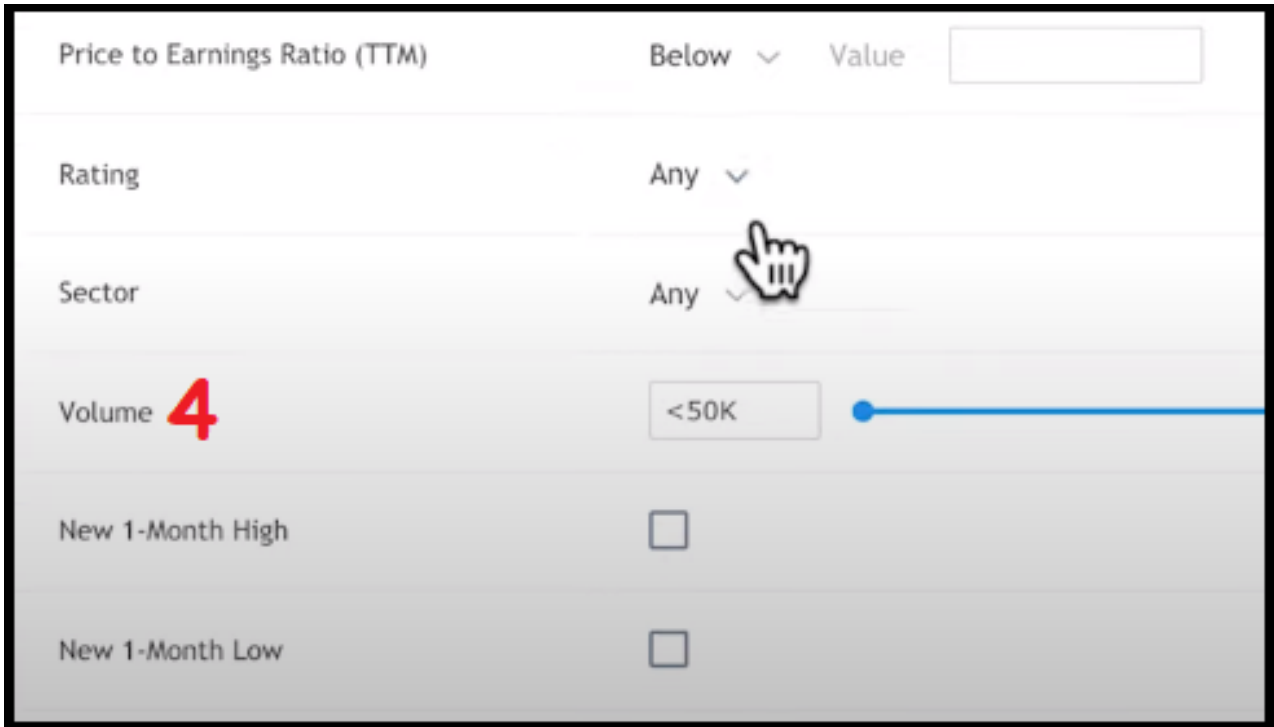 Price to Earnings Ratio (TTM) Below Value
Rating Any
Sector Any
Volume 4 <50K
New 1-Month High
New 1-Month Low